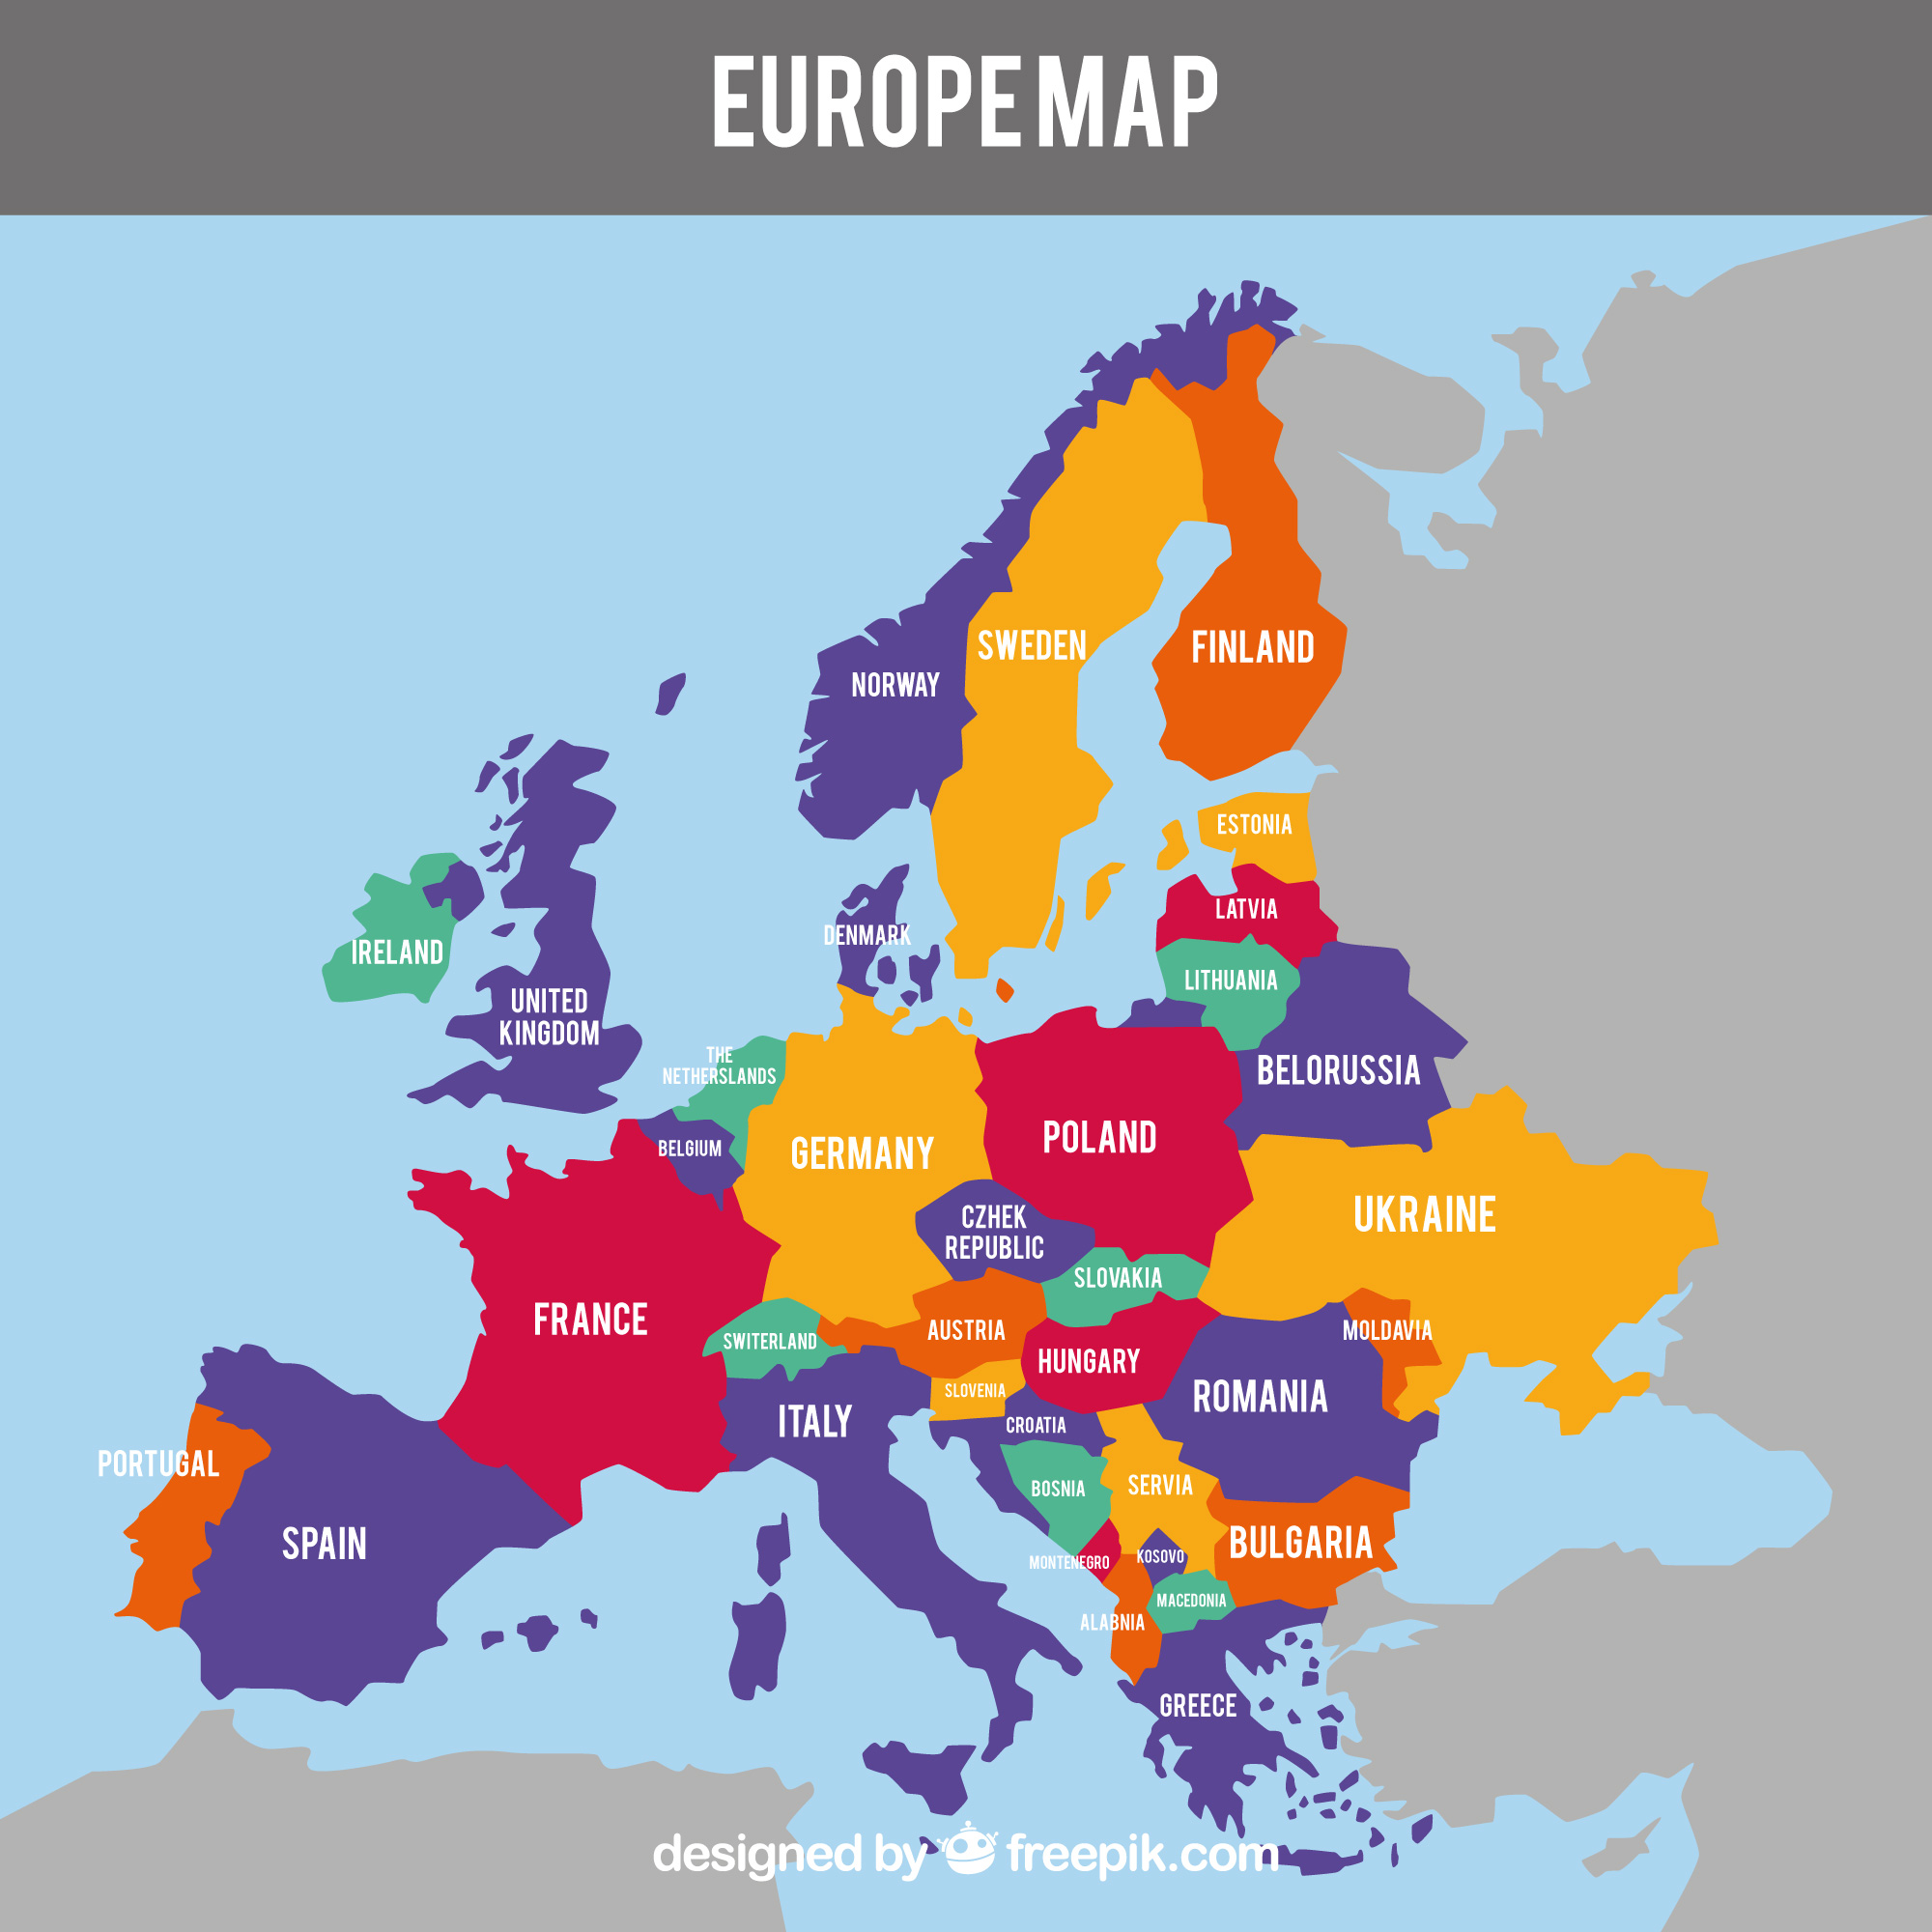 EUROPE MAP
SWEDEN
FINLAND
NORWAY
ESTONIA
LATVIA
DENMARK
IRELAND
LITHUANIA
UNITED
KINGDOM
THE
NETHERSLANDS
BELORUSSIA
POLAND
BELGIUM
GERMANY
UKRAINE
CZHEK
REPUBLIC
SLOVAKIA
FRANCE
SWITERLAND
AUSTRIA
MOLDAVIA
HUNGARY
SLOVENIA
ROMANIA
ITALY
CROATIA
PORTUGAL
BOSNIA
SERVIA
SPAIN
BULGARIA
MONTENEGRO
KOSOVO
MACEDONIA
ALABNIA
GREECE
designed by freepik.com